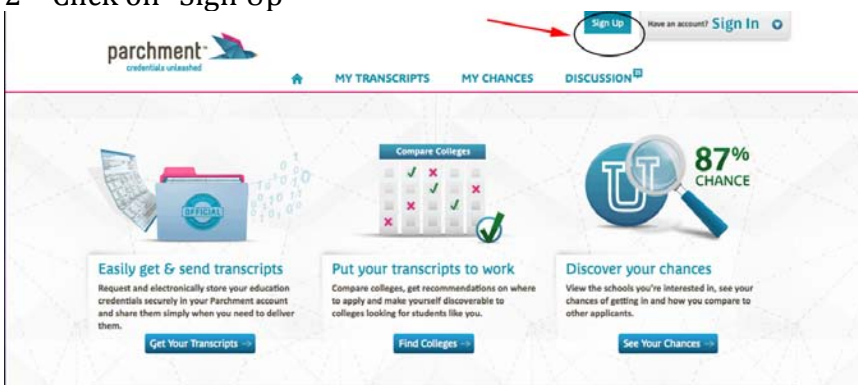 2 Click on "Sign Up"
Sign Up Have an account? Sign In
parchment
credentials unleashed
MY TRANSCRIPTS MY CHANCES DISCUSSION
Compare Colleges
87%
CHANCE
OFFICIAL
U
Easily get & send transcripts
Request and electronically store your education
credentials securely in your Parchment account
and share them simply when you need to deliver
them.
Get Your Transcripts →
Put your transcripts to work
Compare colleges, get recommendations on where
to apply and make yourself discoverable to
colleges looking for students like you.
Find Colleges →
Discover your chances
View the schools you're interested in, see your
chances of getting in and how you compare to
other applicants.
See Your Chances →